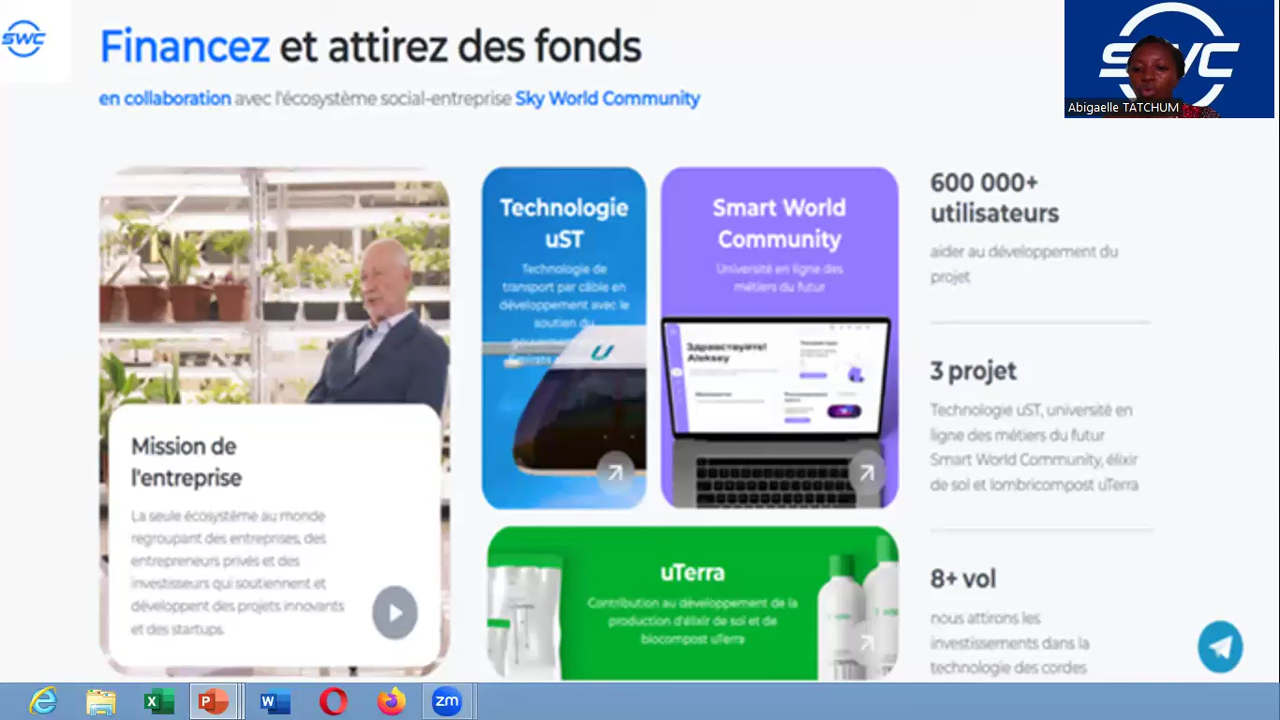 SWC
Financez et attirez des fonds
en collaboration avec l'écosystème social-entreprise Sky World Community
SWC
Abigaelle TATCHUM
Mission de
l'entreprise
La seule écosystème au monde
regroupant des entreprises, des
entrepreneurs privés et des
investisseurs qui soutiennent et
développent des projets innovants
et des startups.
Technologie
uST
Technologie de
transport par câble en
développement avec le
soutien du
Smart World
Community
Université en ligne des
métiers du futur
Здравствуйте!
Aleksey
uTerra
Contribution au développement de la
production d'élixir de sol et de
biocompost uTerra
600 000+
utilisateurs
aider au développement du
projet
3 projet
Technologie uST, université en
ligne des métiers du futur
Smart World Community, élixir
de sol et lombricompost uTerra
8+ vol
nous attirons les
investissements dans la
technologie des cordes
zm